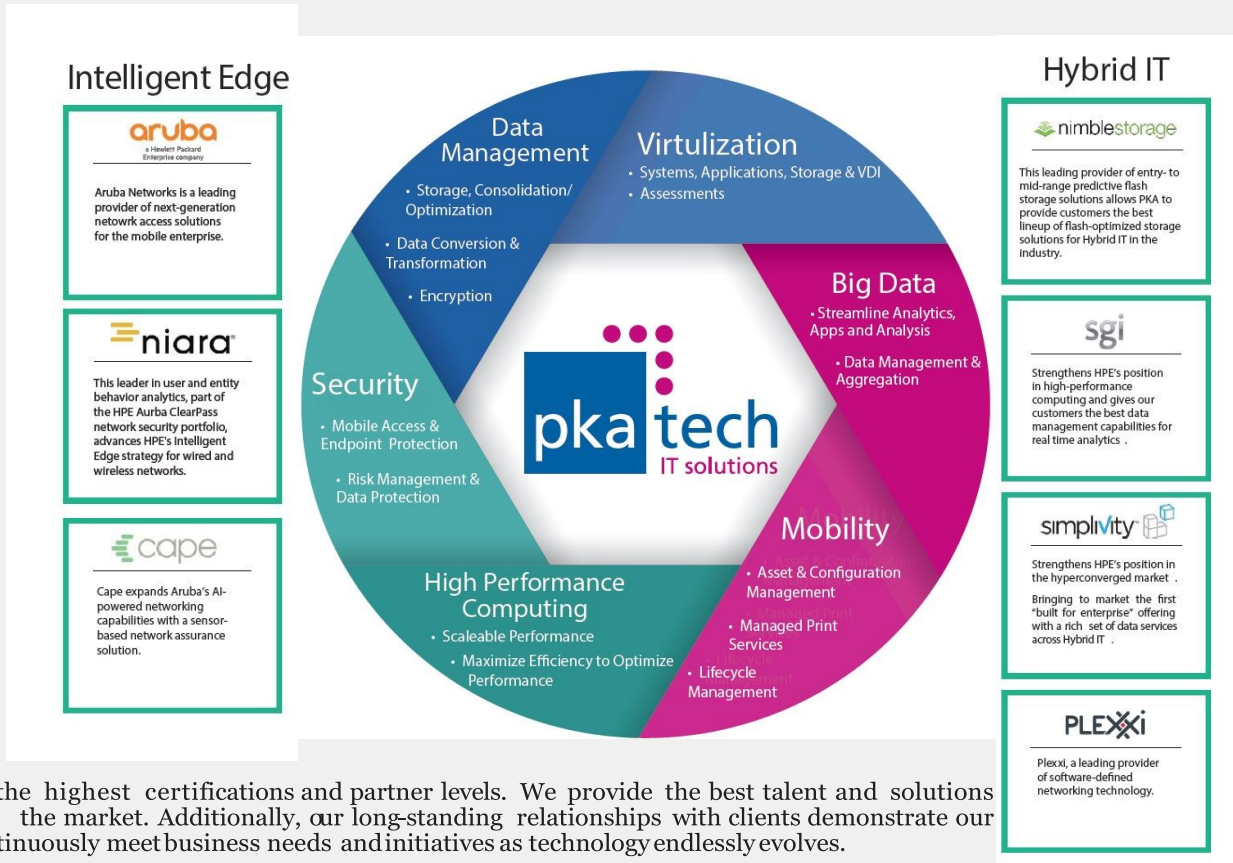 Intelligent Edge
aruba
a Hewlett Packard
Enterprise company
Aruba Networks is a leading
provider of next-generation
netowrk access solutions
for the mobile enterprise.
niara
This leader in user and entity
behavior analytics, part of
the HPE Aurba ClearPass
network security portfolio,
advances HPE's Intelligent
Edge strategy for wired and
wireless networks.
cape
Cape expands Aruba's AI-
powered networking
capabilities with a sensor-
based network assurance
solution.
Data
Management
• Storage, Consolidation/
Optimization
• Data Conversion &
Transformation
• Encryption
Virtulization
• Systems, Applications, Storage & VDI
• Assessments
Big Data
• Streamline Analytics,
Apps and Analysis
• Data Management &
Aggregation
Security
• Mobile Access &
Endpoint Protection
• Risk Management &
Data Protection
pka tech
IT solutions
Mobility
• Asset & Configuration
Management
• Managed Print
Services
• Lifecycle
Management
High Performance
Computing
• Scaleable Performance
• Maximize Efficiency to Optimize
Performance
Hybrid IT
nimblestorage
This leading provider of entry- to
mid-range predictive flash
storage solutions allows PKA to
provide customers the best
lineup of flash-optimized storage
solutions for Hybrid IT in the
industry.
sgi
Strengthens HPE's position
in high-performance
computing and gives our
customers the best data
management capabilities for
real time analytics .
simplivity
Strengthens HPE's position in
the hyperconverged market .
Bringing to market the first
"built for enterprise" offering
with a rich set of data services
across Hybrid IT .
PLEXXI
Plexxi, a leading provider
of software-defined
networking technology.
the highest certifications and partner levels. We provide the best talent and solutions
the market. Additionally, our long-standing relationships with clients demonstrate our
tinuously meet business needs and initiatives as technology endlessly evolves.